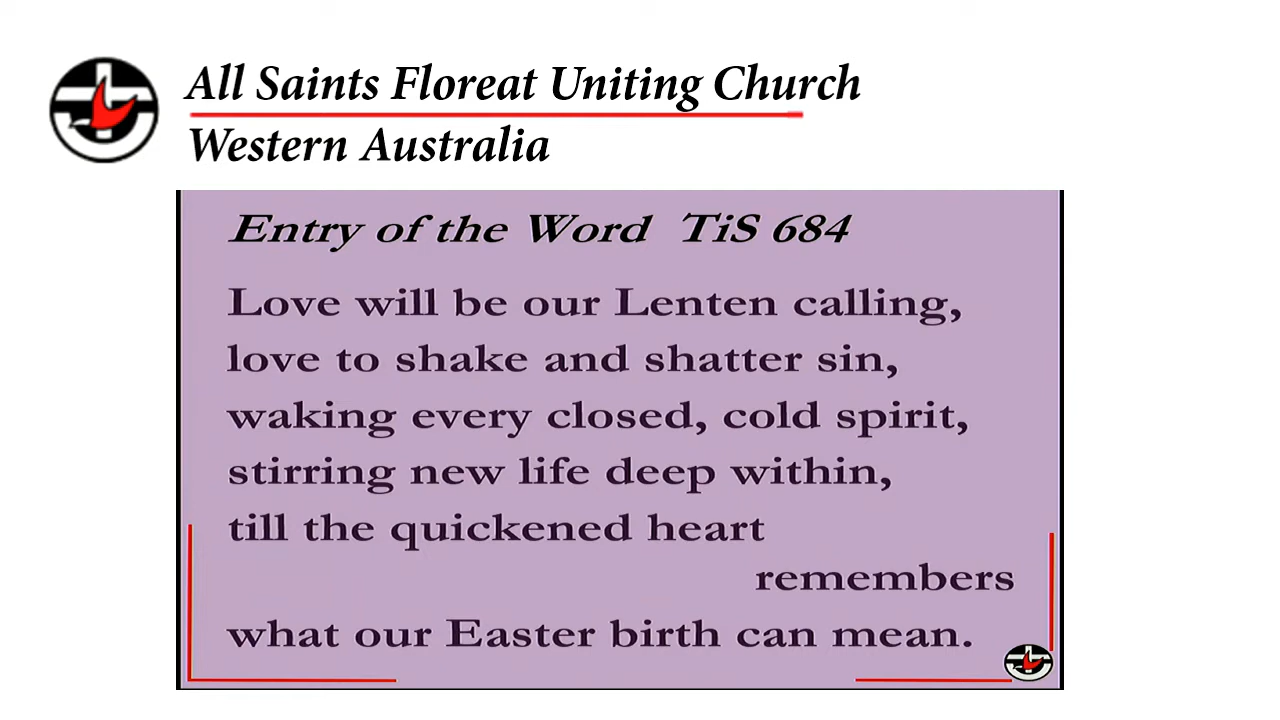 All Saints Floreat Uniting Church
Western Australia
Entry of the Word TiS 684
Love will be our Lenten calling,
love to shake and shatter sin,
waking every closed, cold spirit,
stirring new life deep within,
till the quickened heart
remembers
what our Easter birth can mean.